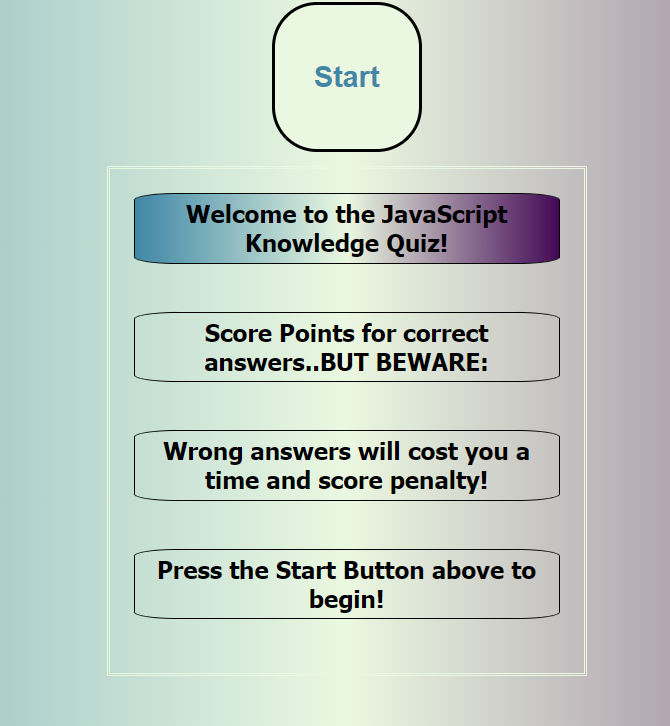 Start
Welcome to the JavaScript
Knowledge Quiz!
Score Points for correct
answers..BUT BEWARE:
Wrong answers will cost you a
time and score penalty!
Press the Start Button above to
begin!